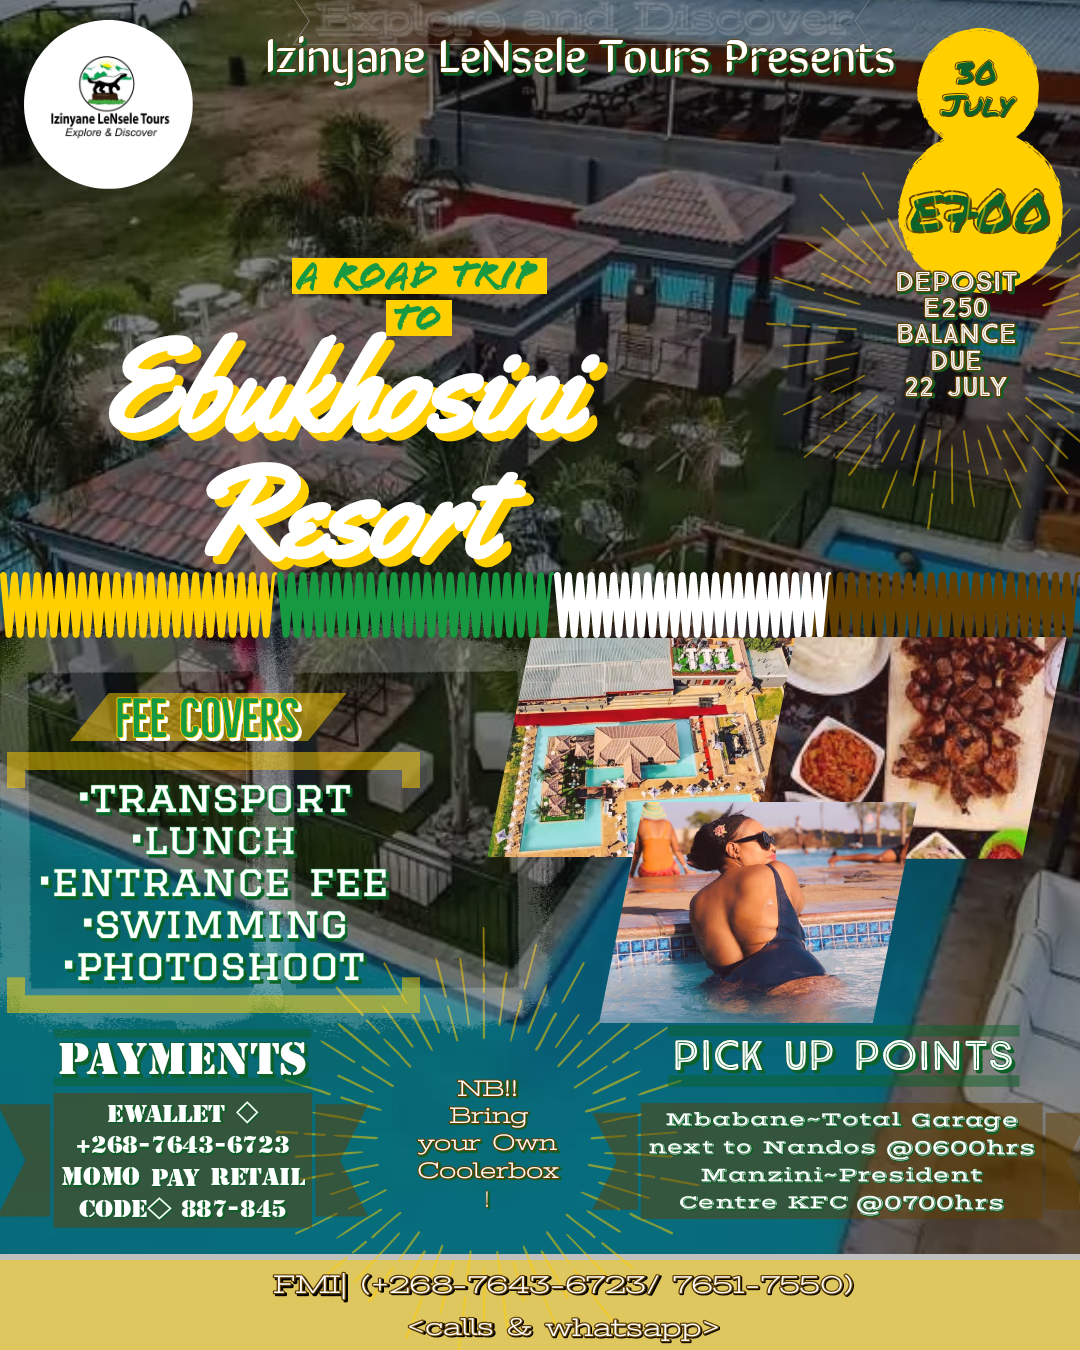 Explore and Discover
Izinyane LeNsele Tours Presents
Izinyane LeNsele Tours
Explore & Discover
30
JULY
E700
DEPOSIT
E250
BALANCE
DUE
22 JULY
A ROAD TRIP
TO
Ebukhosini
Resort
FEE COVERS
·TRANSPORT
·LUNCH
·ENTRANCE FEE
·SWIMMING
·PHOTOSHOOT
PAYMENTS
EWALLET ◇
+268-7643-6723
MOMO PAY RETAIL
CODE◇ 887-845
NB!!
Bring
your Own
Coolerbox
!
PICK UP POINTS
Mbabane~Total Garage
next to Nandos @0600hrs
Manzini~President
Centre KFC @0700hrs
FMI| (+268-7643-6723/ 7651-7550)
<calls & whatsapp>